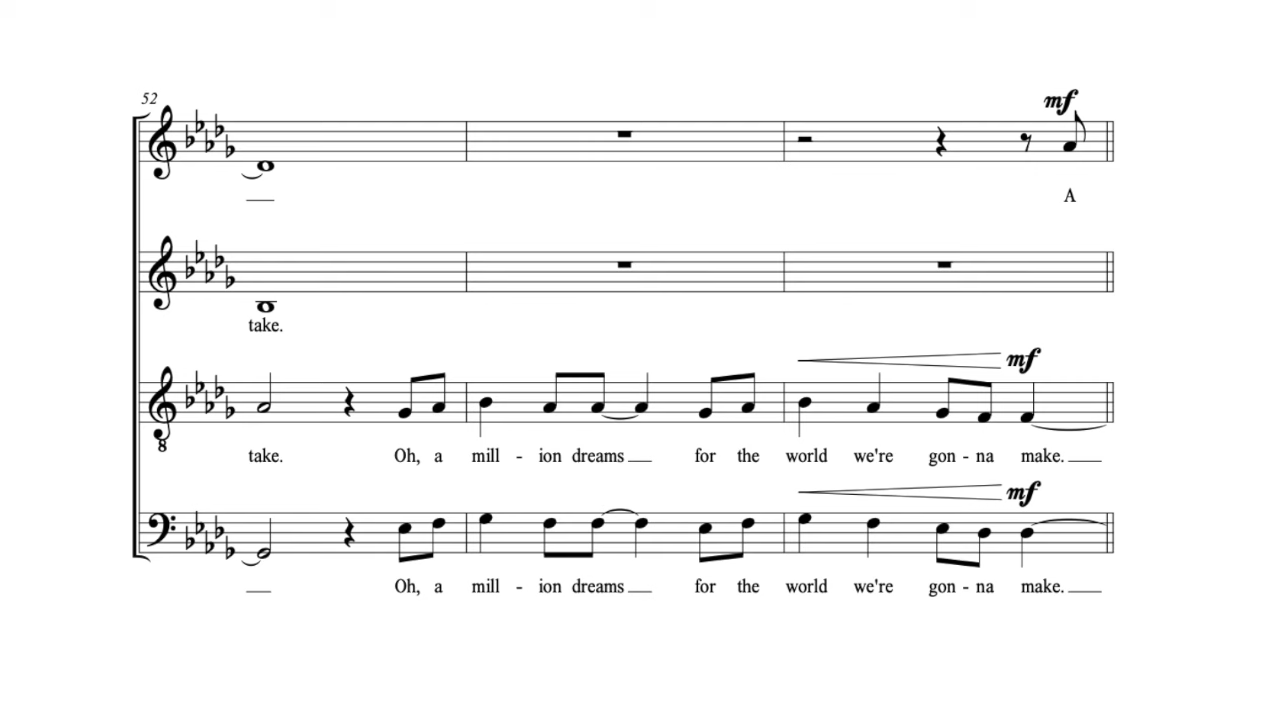 52
mf
A
take.
mf
take. Oh, a mill - ion dreams for the world we're gon - na make.
mf
Oh, a mill - ion dreams for the world we're gon - na make.
8